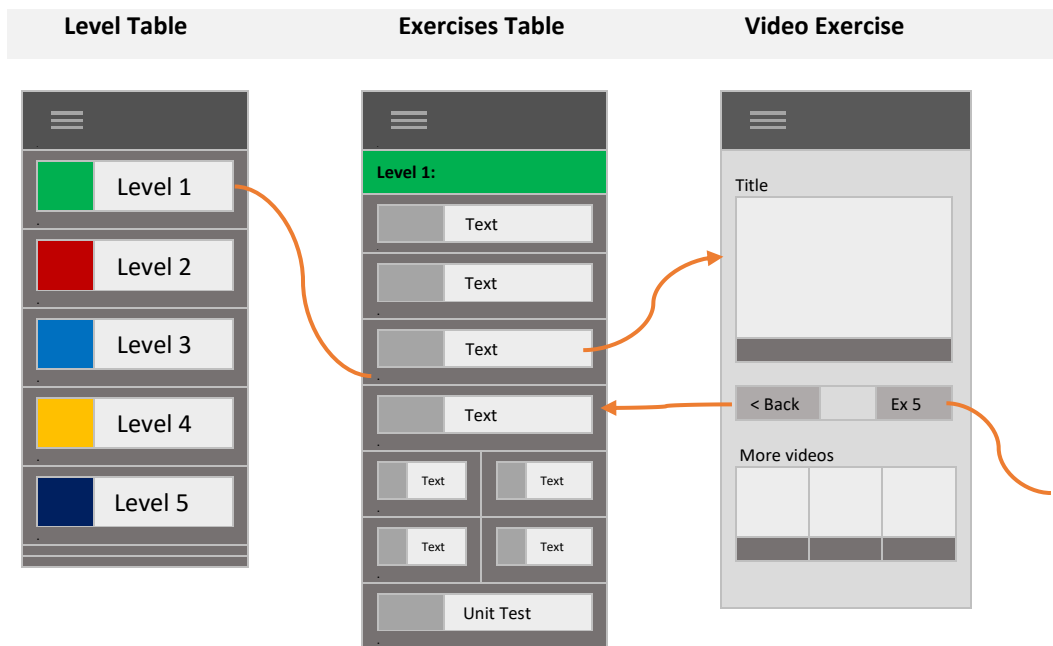 Level Table
Exercises Table
Video Exercise
Level 1
Level 2
Level 3
Level 4
Level 5
Level 1:
Text
Text
Text
Text
Text
Text
Text
Text
Unit Test
Title
< Back
Ex 5
More videos